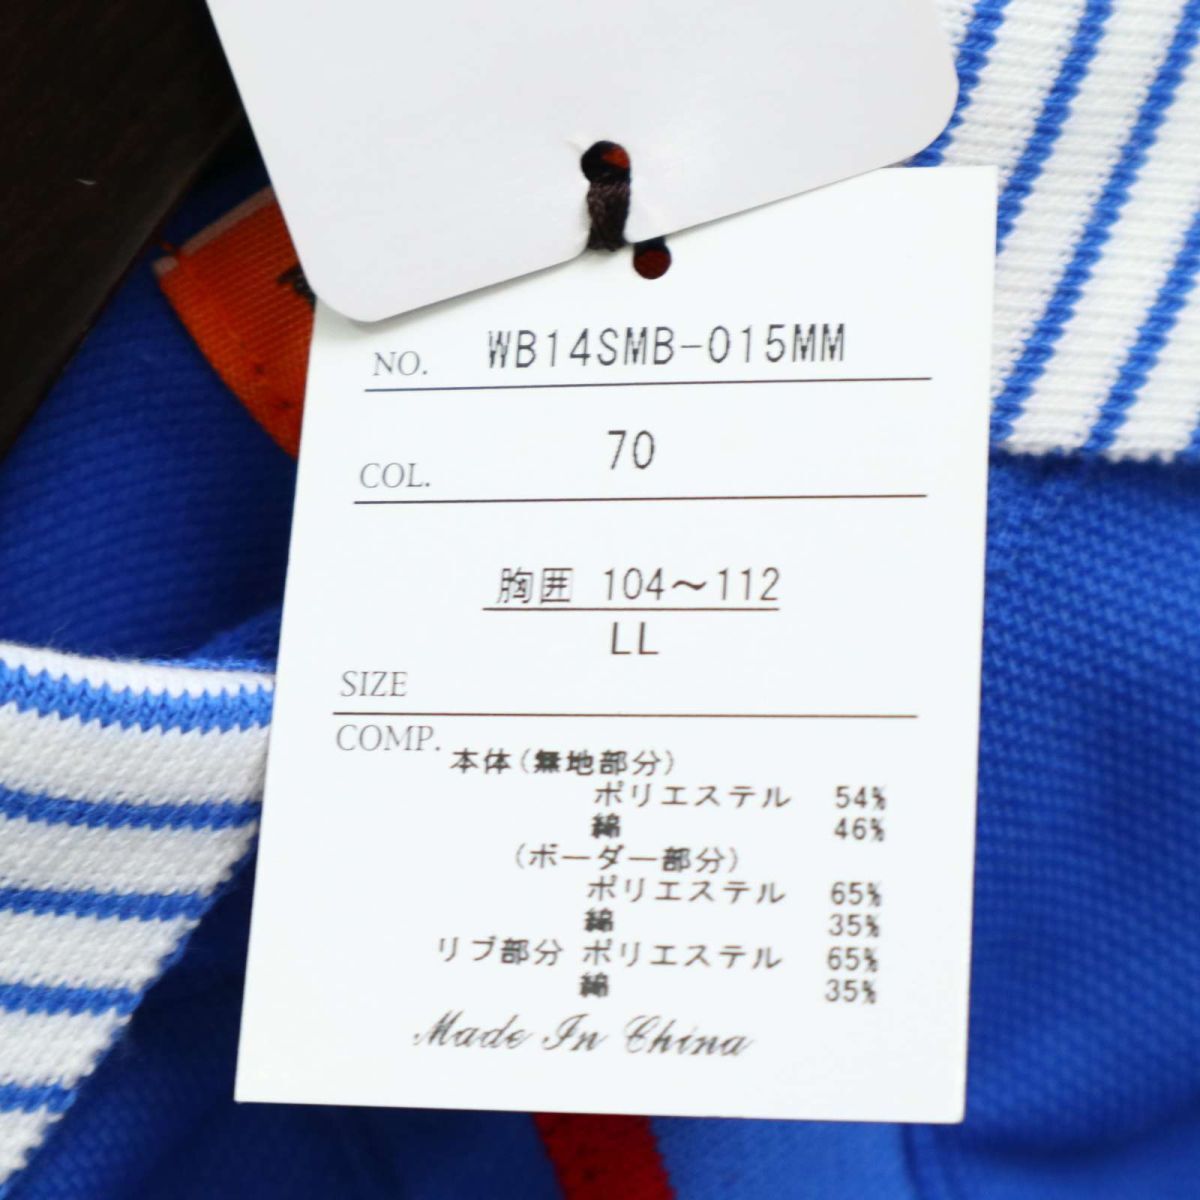 NO. WB14SMB-015MM
COL. 70
胸囲 104～112
LL
SIZE
COMP.
本体(無地部分)
ポリエステル 54%
綿 46%
(ボーダー部分)
ポリエステル 65%
綿 35%
リブ部分 ポリエステル 65%
綿 35%
Made In China